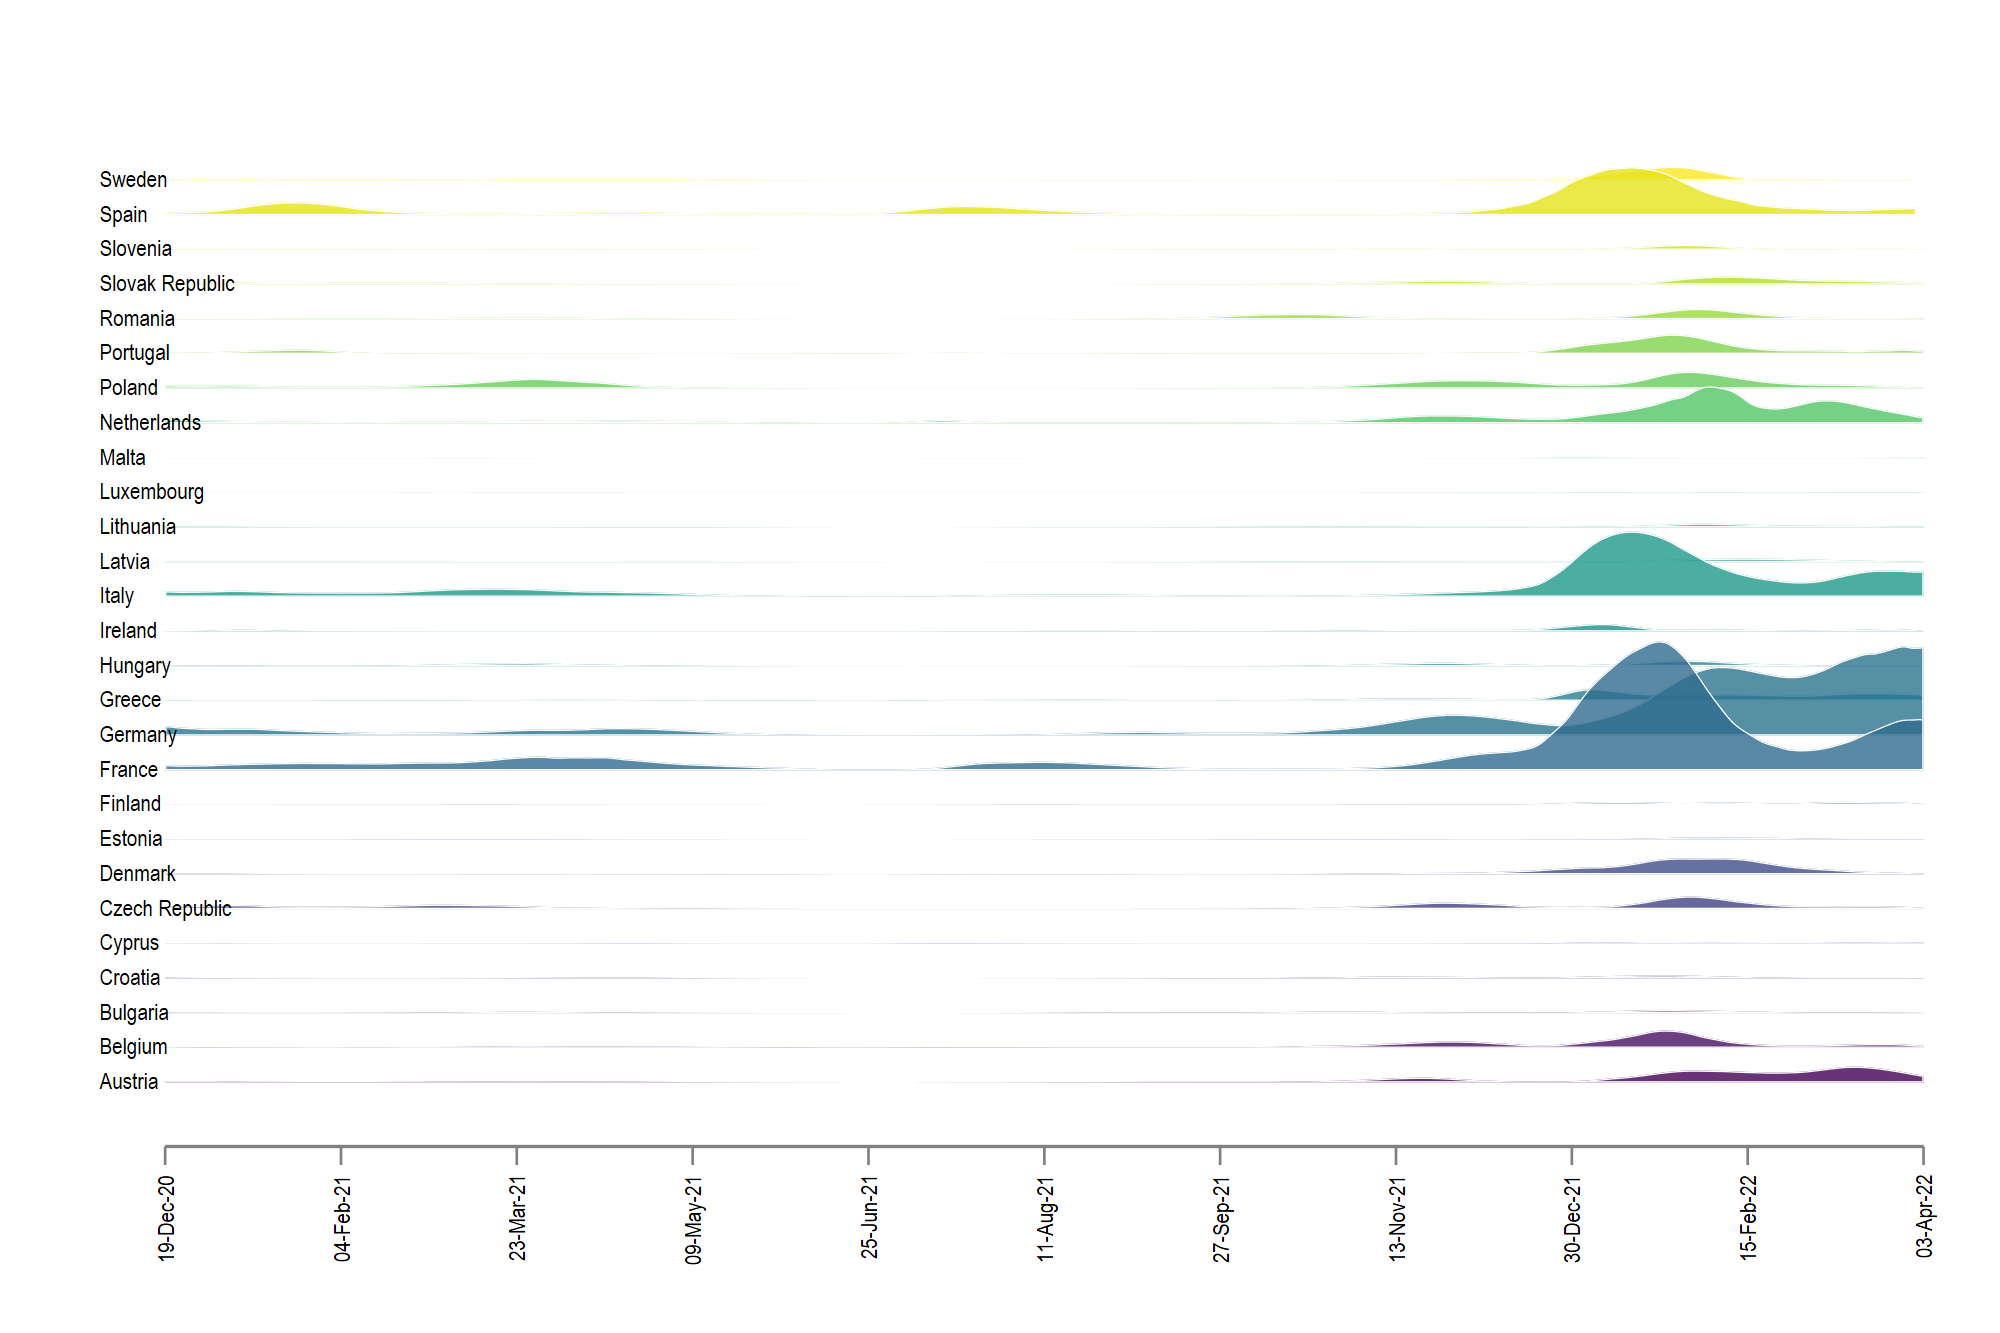 Sweden
Spain
Slovenia
Slovak Republic
Romania
Portugal
Poland
Netherlands
Malta
Luxembourg
Lithuania
Latvia
Italy
Ireland
Hungary
Greece
Germany
France
Finland
Estonia
Denmark
Czech Republic
Cyprus
Croatia
Bulgaria
Belgium
Austria
19-Dec-20
04-Feb-21
23-Mar-21
09-May-21
25-Jun-21
11-Aug-21
27-Sep-21
13-Nov-21
30-Dec-21
15-Feb-22
03-Apr-22